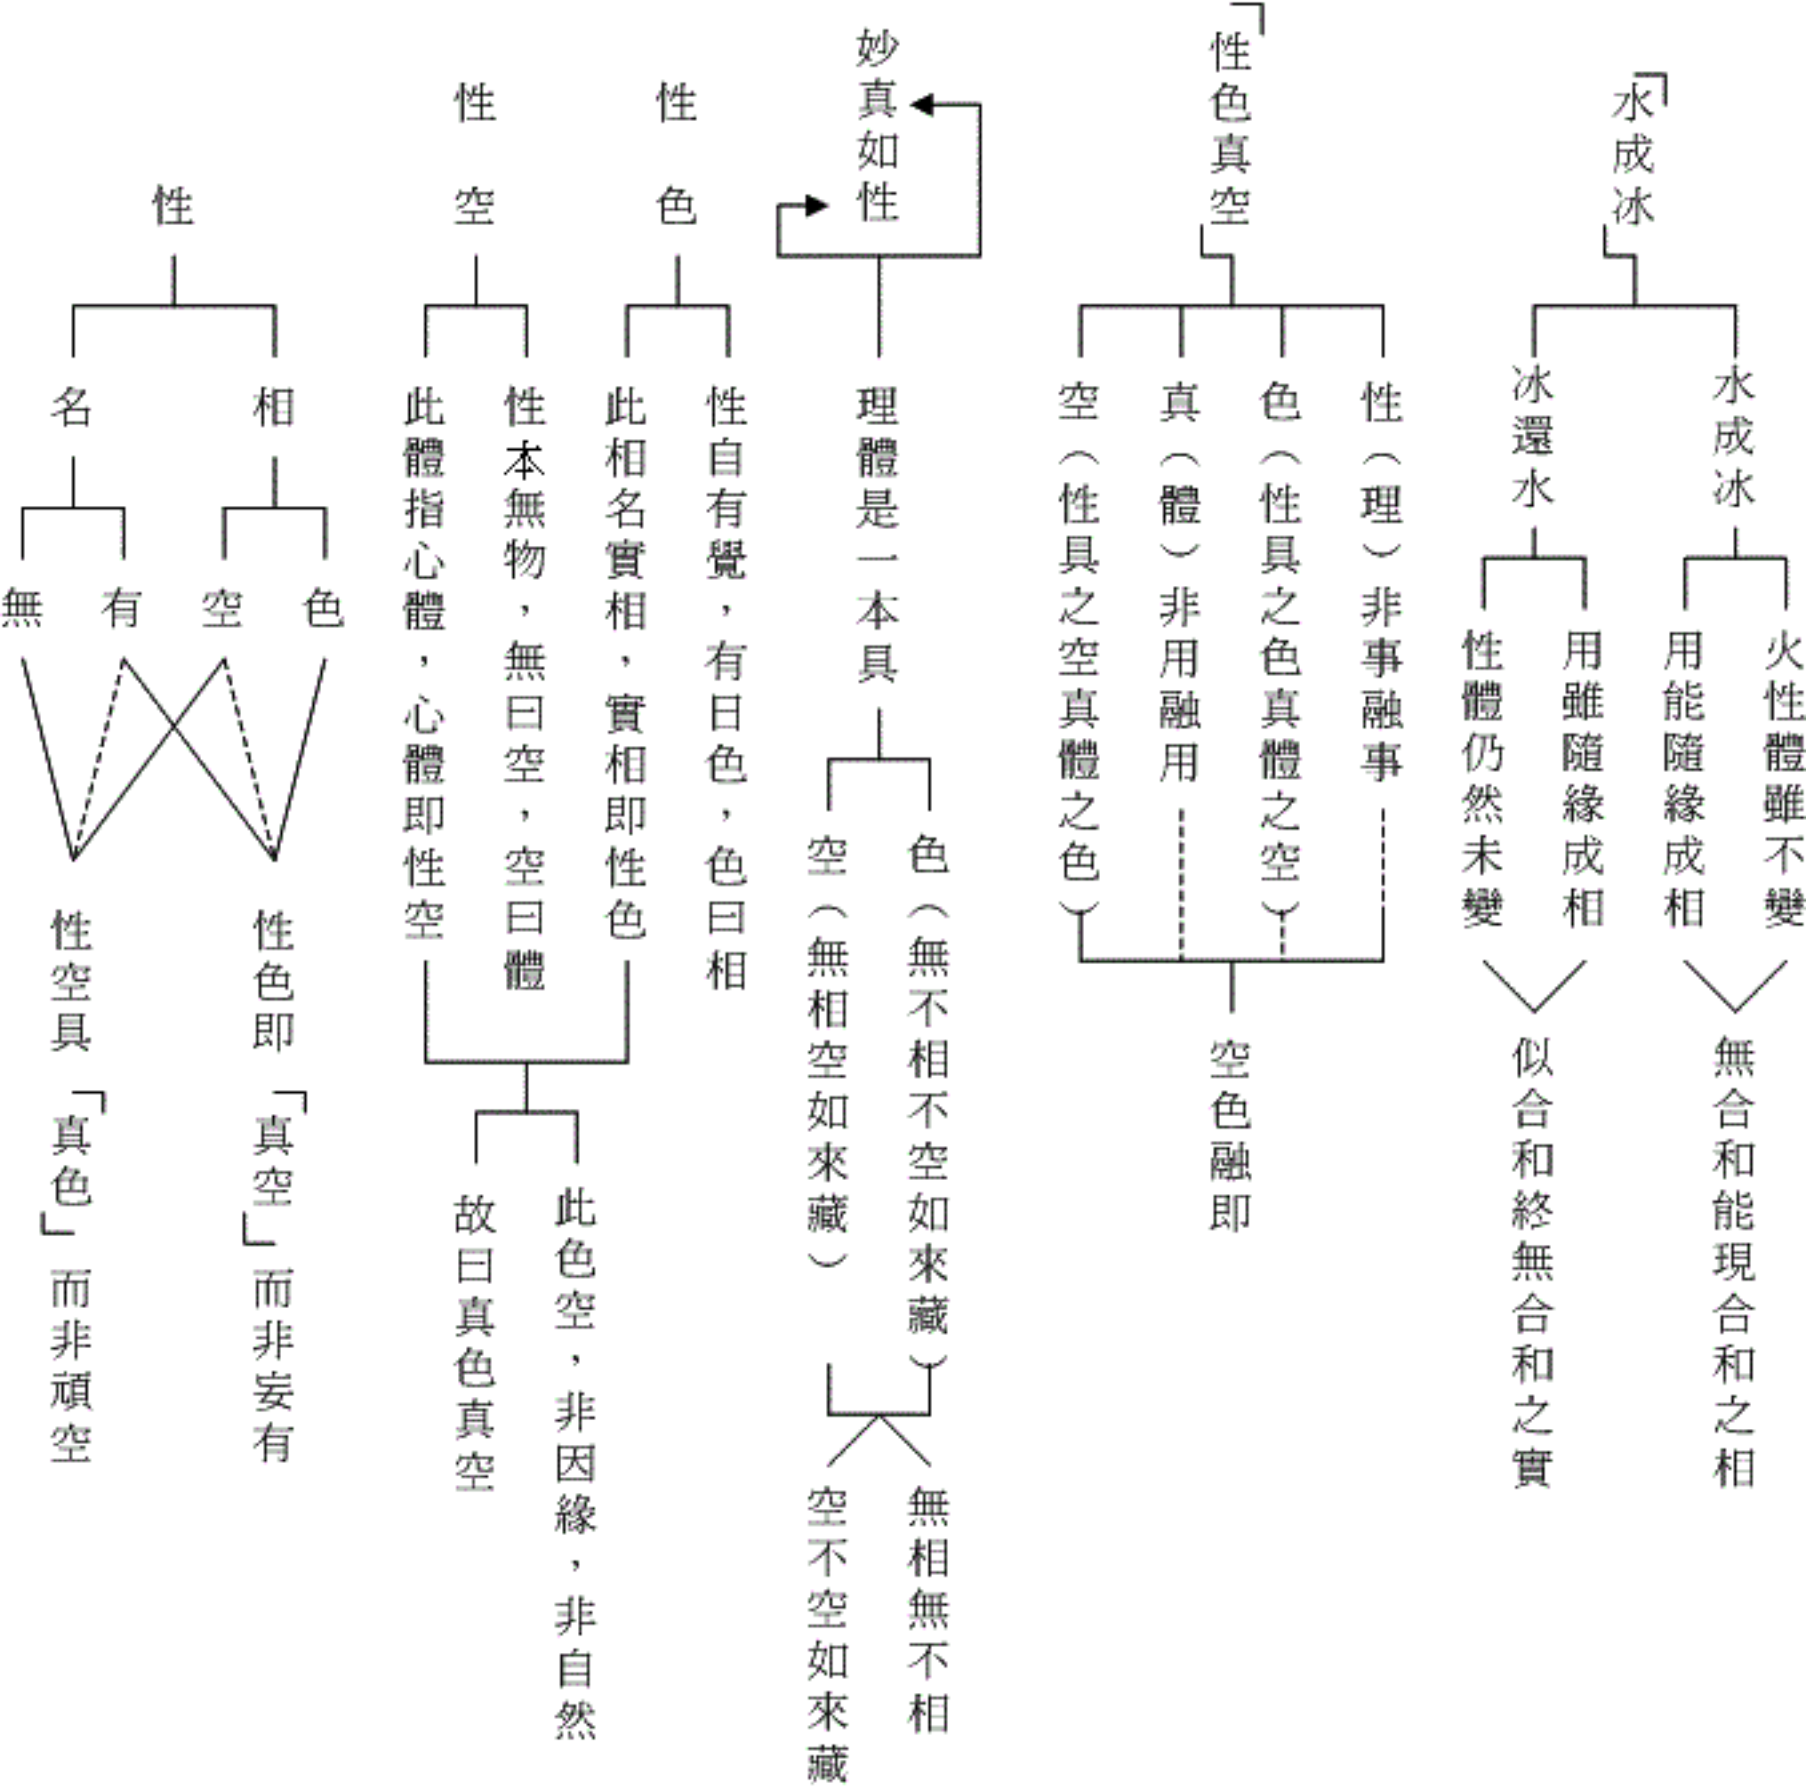 「水成冰」
水成冰
火性體雖不變
用能隨緣成相
無合和能現合和之相
冰還水
用雖隨緣成相
性體仍然未變
似合和終無合和之實
「性色真空」
性（理）非事融事
色（性具之色真體之空）
真（體）非用融用
空（性具之空真體之色）
空色融即
妙真如性
理體是一本具
色（無不相不空如來藏）
空（無相空如來藏）
無相無不相
空不空如來藏
性色
性自有覺，有日色，色曰相
此相名實相，實相即性色
性空
性本無物，無曰空，空曰體
此體指心體，心體即性空
此色空，非因緣，非自然
故曰真色真空
性
相
色
空
名
有
無
性色即「真空」而非妄有
性空具「真色」而非頑空